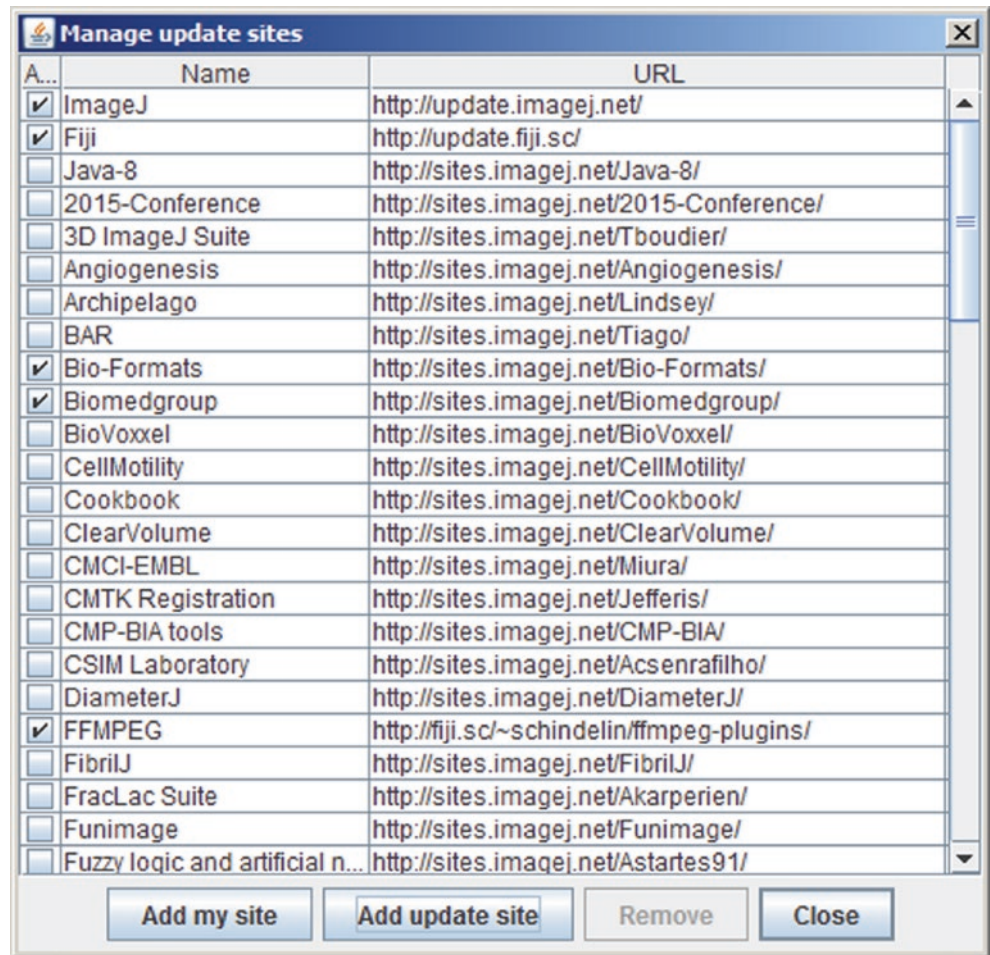 Manage update sites
A... Name URL
ImageJ http://update.imagej.net/
Fiji http://update.fiji.sc/
Java-8 http://sites.imagej.net/Java-8/
2015-Conference http://sites.imagej.net/2015-Conference/
3D ImageJ Suite http://sites.imagej.net/Tboudier/
Angiogenesis http://sites.imagej.net/Angiogenesis/
Archipelago http://sites.imagej.net/Lindsey/
BAR http://sites.imagej.net/Tiago/
Bio-Formats http://sites.imagej.net/Bio-Formats/
Biomedgroup http://sites.imagej.net/Biomedgroup/
BioVoxxel http://sites.imagej.net/BioVoxxel/
CellMotility http://sites.imagej.net/CellMotility/
Cookbook http://sites.imagej.net/Cookbook/
ClearVolume http://sites.imagej.net/ClearVolume/
CMCI-EMBL http://sites.imagej.net/Miura/
CMTK Registration http://sites.imagej.net/Jefferis/
CMP-BIA tools http://sites.imagej.net/CMP-BIA/
CSIM Laboratory http://sites.imagej.net/Acsenrafilho/
DiameterJ http://sites.imagej.net/DiameterJ/
FFMPEG http://fiji.sc/~schindelin/ffmpeg-plugins/
FibrilJ http://sites.imagej.net/FibrilJ/
FracLac Suite http://sites.imagej.net/Akarperien/
Funimage http://sites.imagej.net/Funimage/
Fuzzy logic and artificial n... http://sites.imagej.net/Astartes91/
Add my site Add update site Remove Close